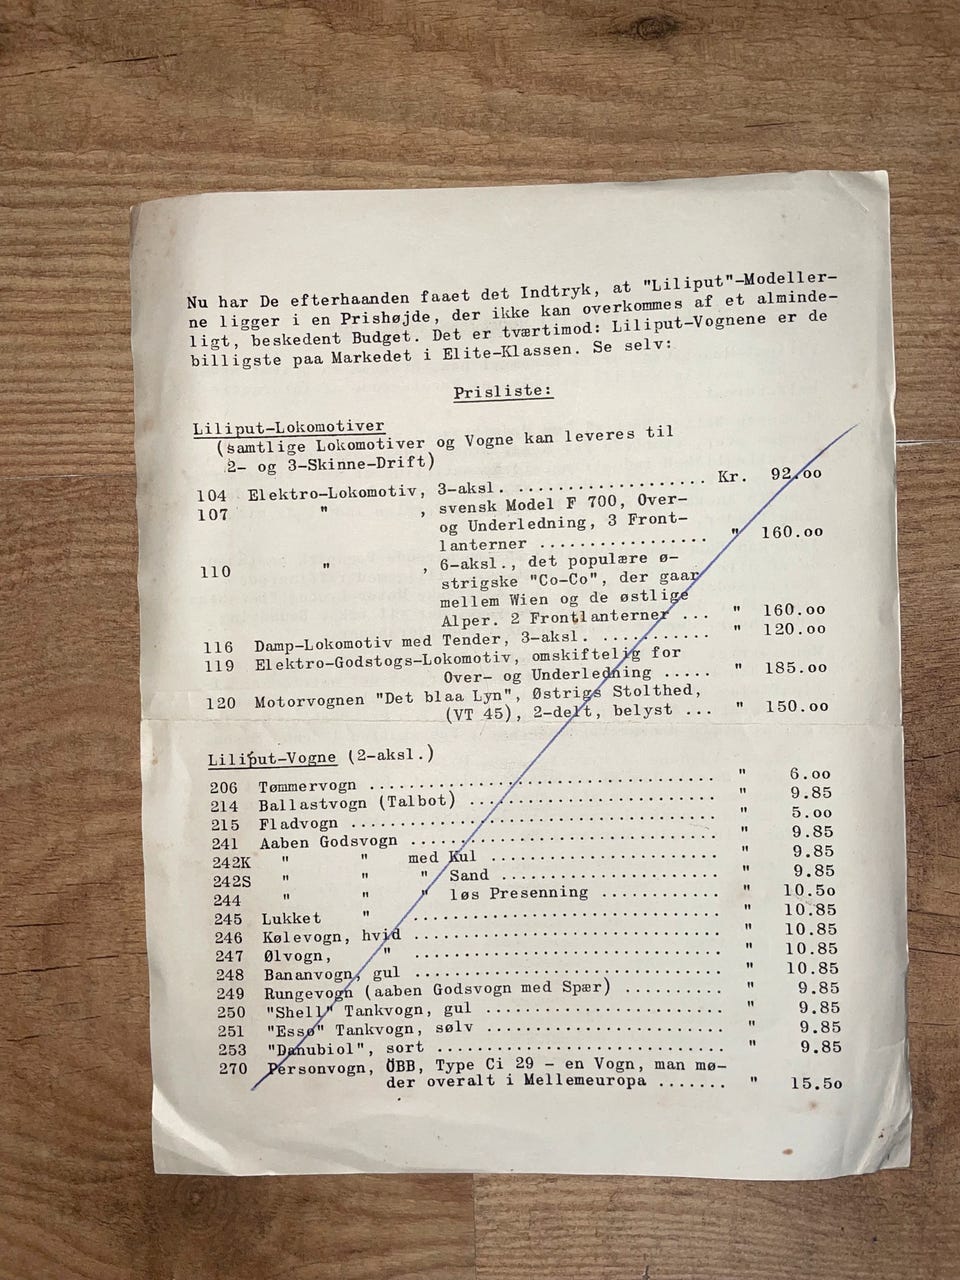 Nu har De efterhaanden faaet det Indtryk, at "Liliput"-Modeller-
ne ligger i en Prishøjde, der ikke kan overkommes af et alminde-
ligt, beskedent Budget. Det er tværtimod: Liliput-Vognene er de
billigste paa Markedet i Elite-Klassen. Se selv:
Prisliste:
Liliput-Lokomotiver
(samtlige Lokomotiver og Vogne kan leveres til
2- og 3-Skinne-Drift)
104 Elektro-Lokomotiv, 3-aksl. .................... Kr. 92.oo
107 " , svensk Model F 700, Over-
og Underledning, 3 Front-
lanterner .................. " 160.oo
110 " , 6-aksl., det populære ø-
strigske "Co-Co", der gaar
mellem Wien og de østlige
Alper. 2 Frontlanterner ... " 160.oo
116 Damp-Lokomotiv med Tender, 3-aksl. ........... " 120.oo
119 Elektro-Godstogs-Lokomotiv, omskiftelig for
Over- og Underledning ..... " 185.oo
120 Motorvognen "Det blaa Lyn", Østrigs Stolthed,
(VT 45), 2-delt, belyst ... " 150.oo
Liliput-Vogne (2-aksl.)
206 Tømmervogn .................................... " 6.oo
214 Ballastvogn (Talbot) .......................... " 9.85
215 Fladvogn ...................................... " 5.oo
241 Aaben Godsvogn ................................ " 9.85
242K " " med Kul ........................ " 9.85
242S " " " Sand ....................... " 9.85
244 " " " løs Presenning ............ " 10.50
245 Lukket " ................................ " 10.85
246 Kølevogn, hvid ................................ " 10.85
247 Ølvogn, " ................................ " 10.85
248 Bananvogn, gul ................................ " 10.85
249 Rungevogn (aaben Godsvogn med Spær) .......... " 9.85
250 "Shell" Tankvogn, gul ......................... " 9.85
251 "Esso" Tankvogn, sølv ......................... " 9.85
253 "Danubiol", sort .............................. " 9.85
270 Personvogn, ÖBB, Type Ci 29 - en Vogn, man mø-
der overalt i Mellemeuropa ....... " 15.50